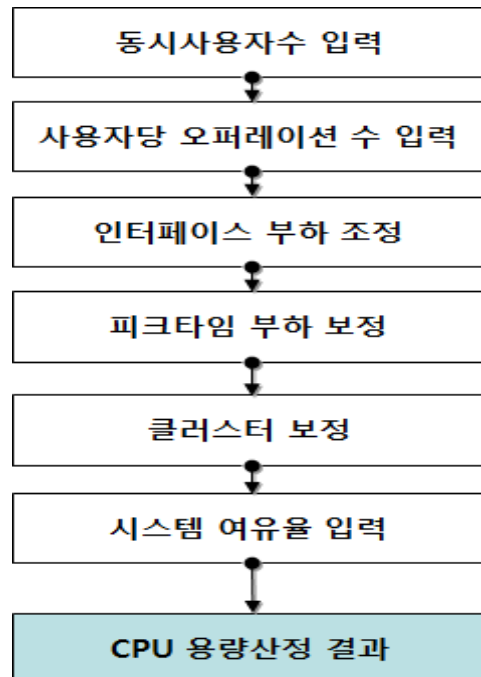 동시사용자수 입력
사용자당 오퍼레이션 수 입력
인터페이스 부하 조정
피크타임 부하 보정
클러스터 보정
시스템 여유율 입력
CPU 용량산정 결과